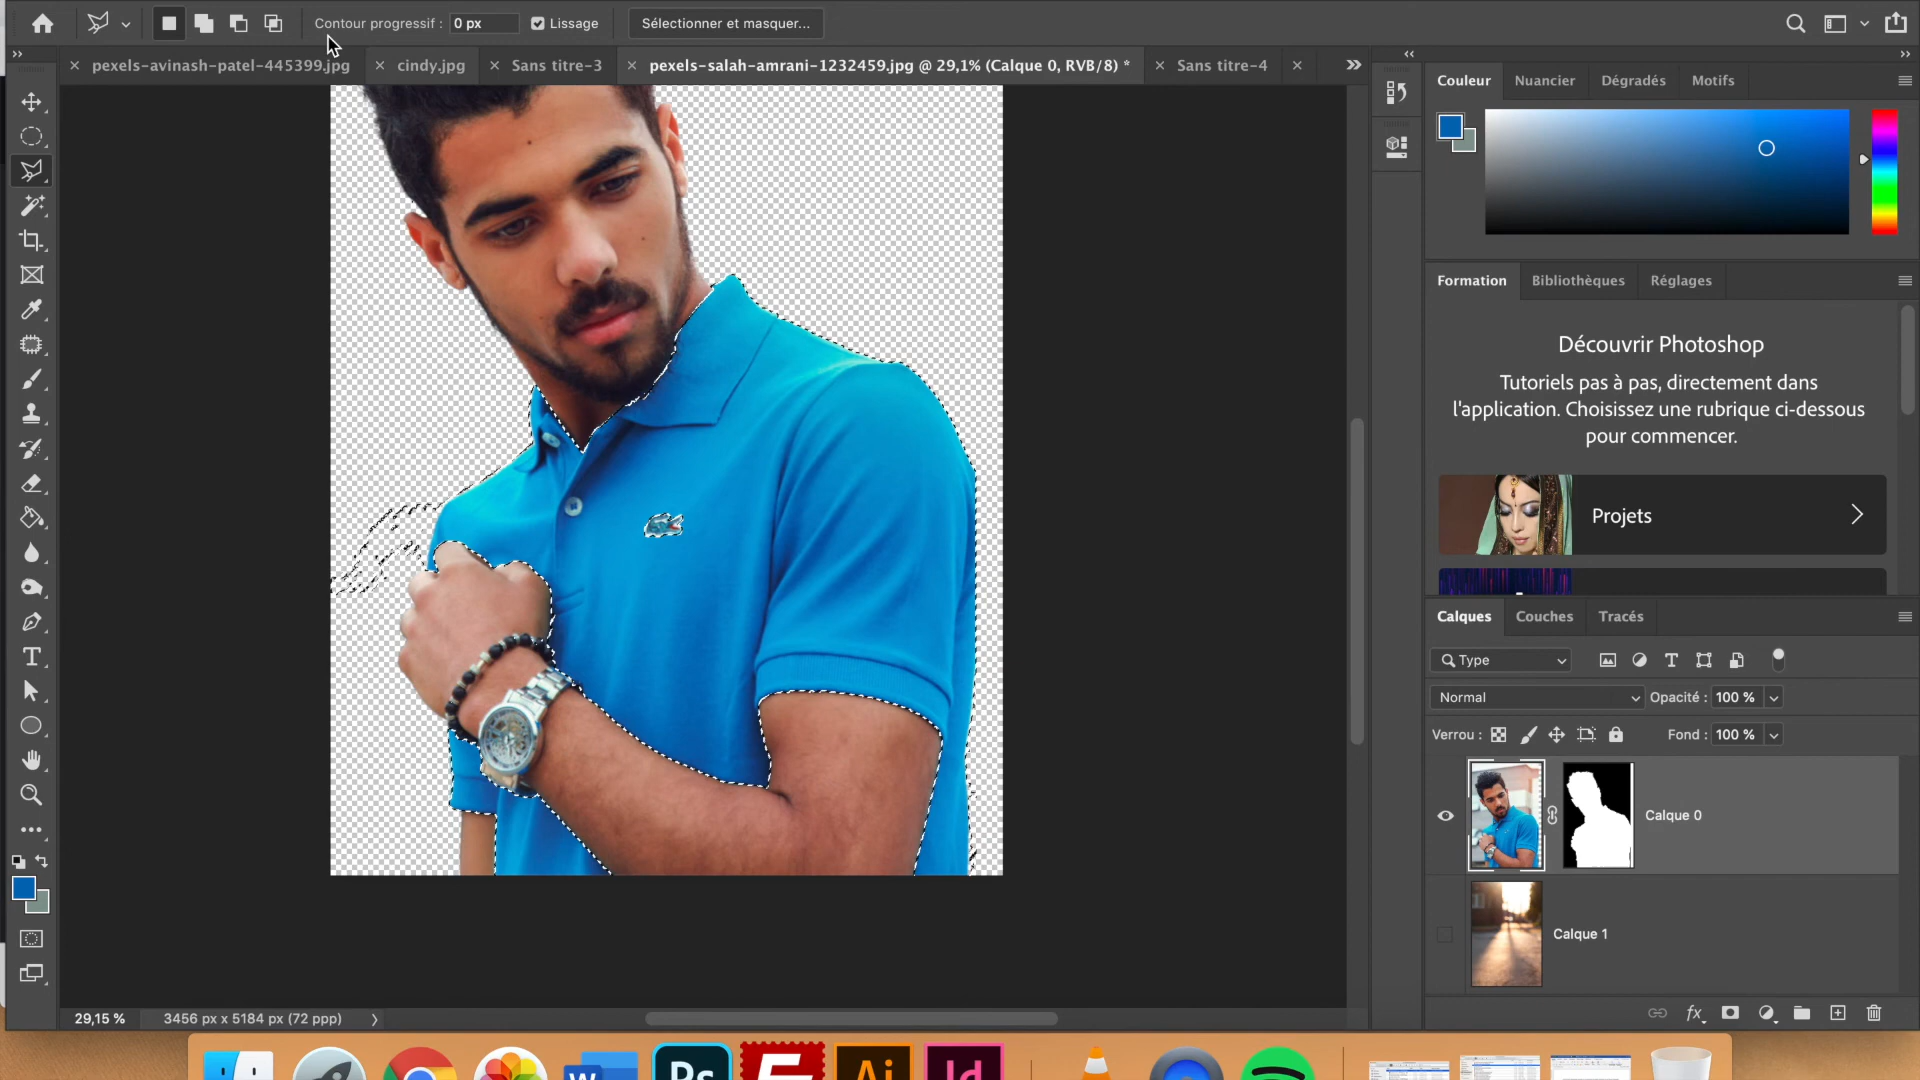 Contour progressif : 0 px Lissage Sélectionner et masquer...
pexels-avinash-patel-445399.jpg cindy.jpg Sans titre-3 pexels-salah-amrani-1232459.jpg @ 29,1% (Calque 0, RVB/8) * Sans titre-4
Couleur Nuancier Dégradés Motifs
Formation Bibliothèques Réglages
Découvrir Photoshop
Tutoriels pas à pas, directement dans
l'application. Choisissez une rubrique ci-dessous
pour commencer.
Projets
Calques Couches Tracés
Type
Normal Opacité : 100 %
Verrou : Fond : 100 %
Calque 0
Calque 1
fx
29,15 % 3456 px x 5184 px (72 ppp)
W Ps Ai Id